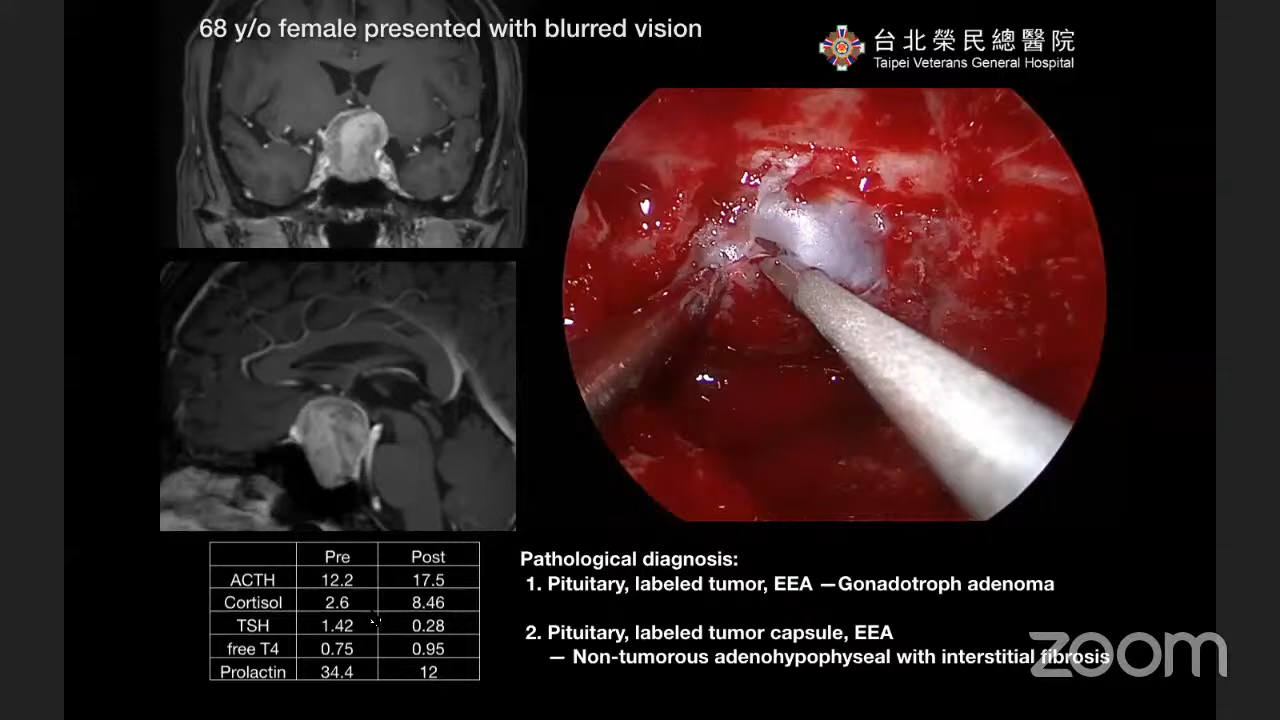 68 y/o female presented with blurred vision
台北榮民總醫院
Taipei Veterans General Hospital
Pre Post
ACTH 12.2 17.5
Cortisol 2.6 8.46
TSH 1.42 0.28
free T4 0.75 0.95
Prolactin 34.4 12
Pathological diagnosis:
1. Pituitary, labeled tumor, EEA —Gonadotroph adenoma
2. Pituitary, labeled tumor capsule, EEA
— Non-tumorous adenohypophyseal with interstitial fibrosis
zoom